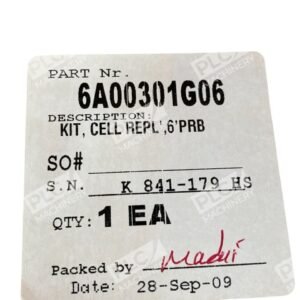 PART Nr.
6A00301G06
DESCRIPTION:
KIT, CELL REPL',6'PRB
SO#
S.N. K 841-179 HS
QTY: 1 EA
Packed by
Date: 28-Sep-09